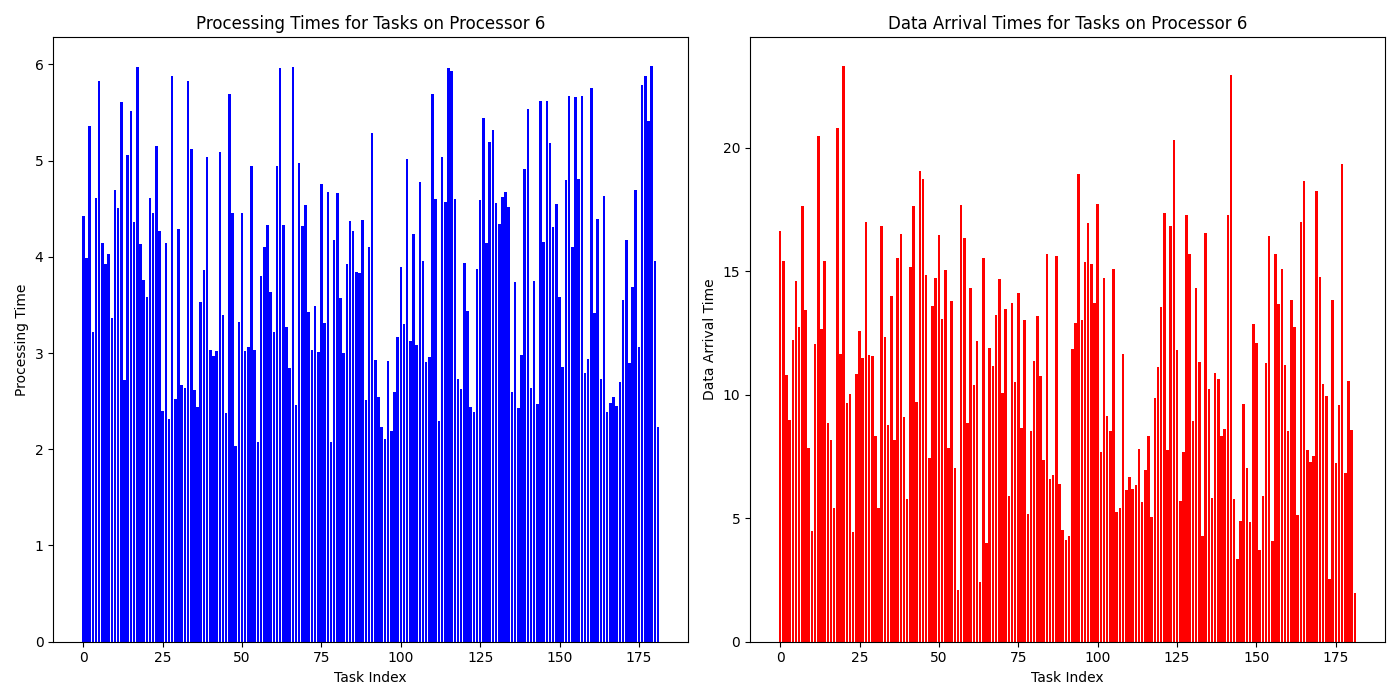 Processing Times for Tasks on Processor 6
Processing Time
6
5
4
3
2
1
0
0 25 50 75 100 125 150 175
Task Index
Data Arrival Times for Tasks on Processor 6
Data Arrival Time
20
15
10
5
0
0 25 50 75 100 125 150 175
Task Index